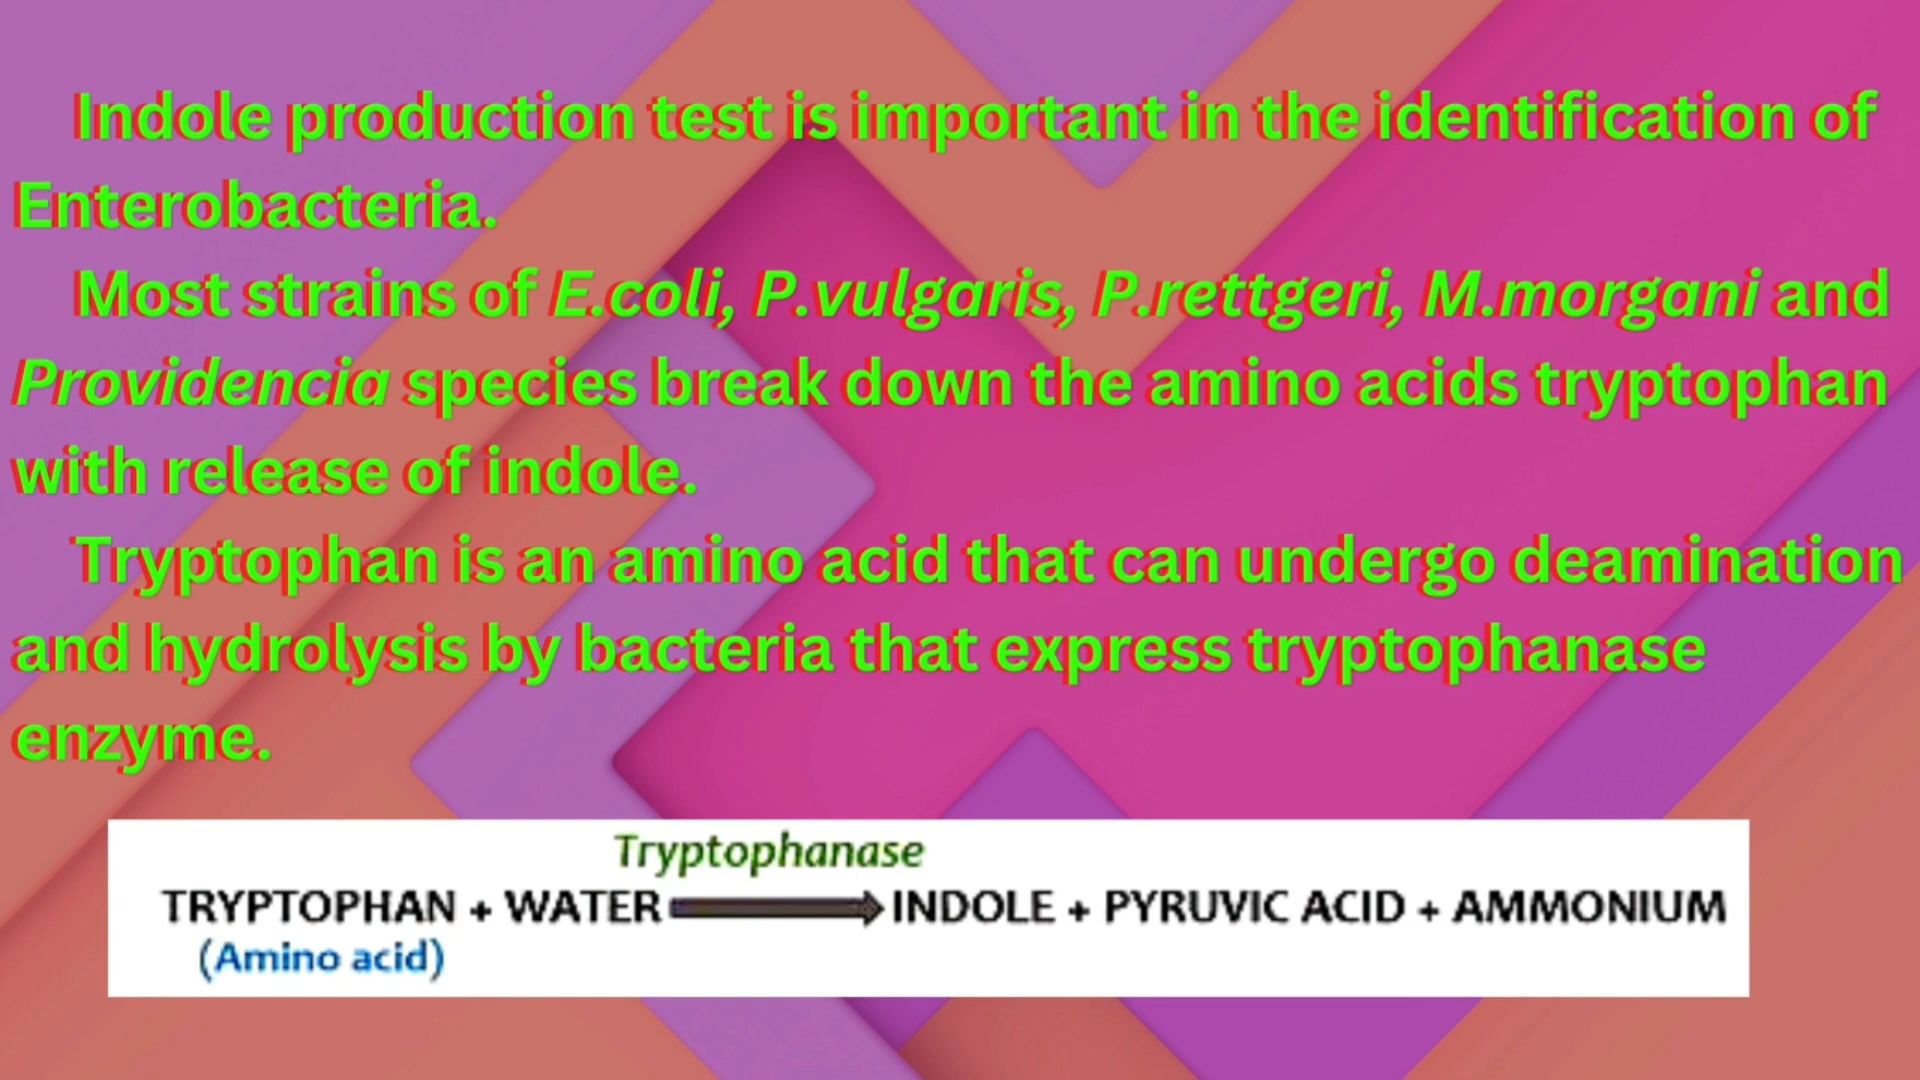 Indole production test is important in the identification of
Enterobacteria.
Most strains of E.coli, P.vulgaris, P.rettgeri, M.morgani and
Providencia species break down the amino acids tryptophan
with release of indole.
Tryptophan is an amino acid that can undergo deamination
and hydrolysis by bacteria that express tryptophanase
enzyme.
Tryptophanase
TRYPTOPHAN + WATER INDOLE + PYRUVIC ACID + AMMONIUM
(Amino acid)